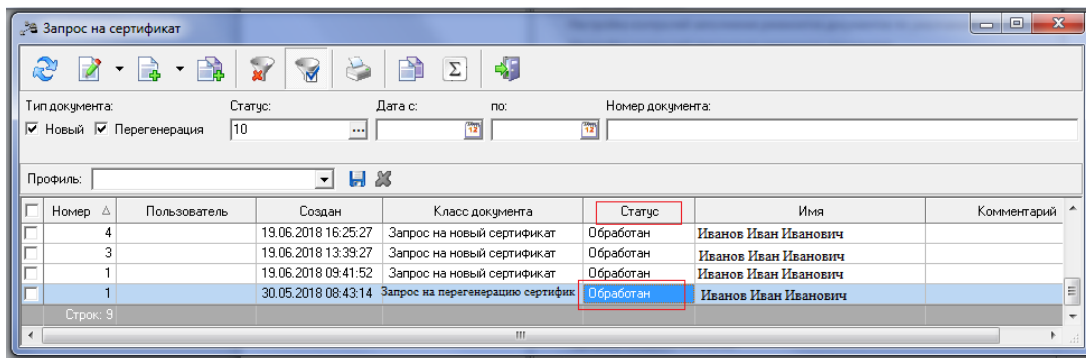 Запрос на сертификат
Σ
Тип документа: Статус: Дата с: по: Номер документа:
Новый Перегенерация 10 ... 12 12
Профиль:
Номер Пользователь Создан Класс документа Статус Имя Комментарий
4 19.06.2018 16:25:27 Запрос на новый сертификат Обработан Иванов Иван Иванович
3 19.06.2018 13:39:27 Запрос на новый сертификат Обработан Иванов Иван Иванович
1 19.06.2018 09:41:52 Запрос на новый сертификат Обработан Иванов Иван Иванович
1 30.05.2018 08:43:14 Запрос на перегенерацию сертифик Обработан Иванов Иван Иванович
Строк: 9